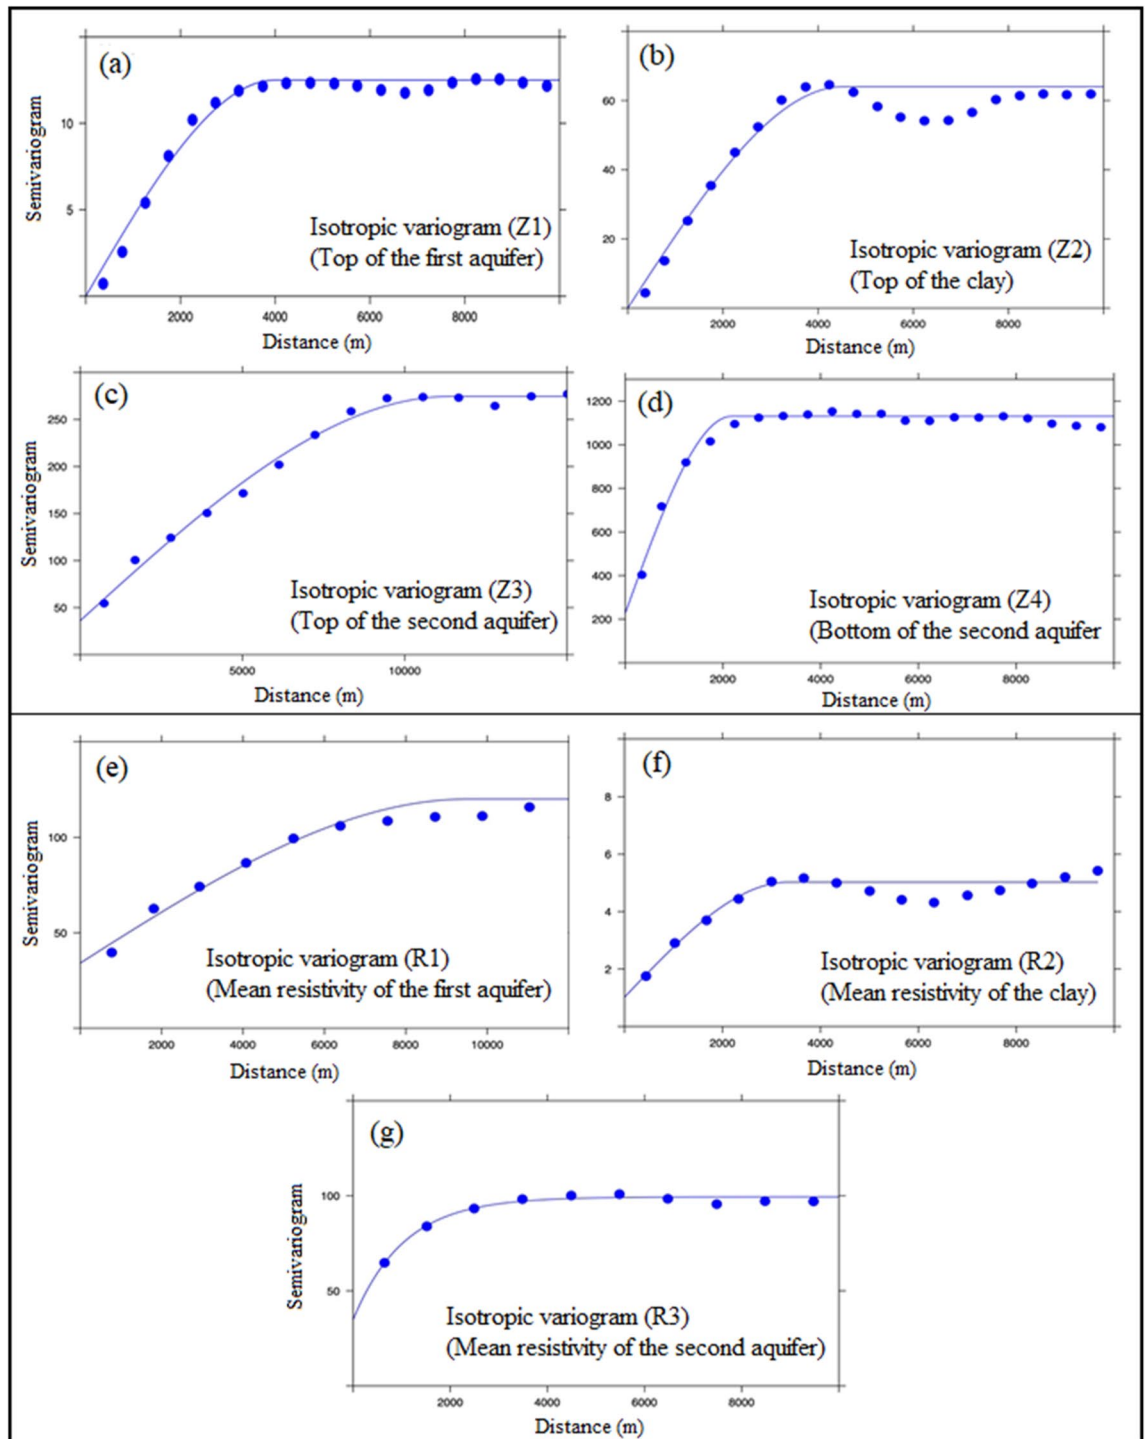 (a)
Semivariogram
10
5
Isotropic variogram (Z1)
(Top of the first aquifer)
2000 4000 6000 8000
Distance (m)
(b)
60
40
20
Isotropic variogram (Z2)
(Top of the clay)
2000 4000 6000 8000
Distance (m)
(c)
Semivariogram
250
200
150
100
50
Isotropic variogram (Z3)
(Top of the second aquifer)
5000 10000
Distance (m)
(d)
1200
1000
800
600
400
200
Isotropic variogram (Z4)
(Bottom of the second aquifer
2000 4000 6000 8000
Distance (m)
(e)
Semivariogram
100
50
Isotropic variogram (R1)
(Mean resistivity of the first aquifer)
2000 4000 6000 8000 10000
Distance (m)
(f)
8
6
4
2
Isotropic variogram (R2)
(Mean resistivity of the clay)
2000 4000 6000 8000
Distance (m)
(g)
Semivariogram
100
50
Isotropic variogram (R3)
(Mean resistivity of the second aquifer)
2000 4000 6000 8000
Distance (m)